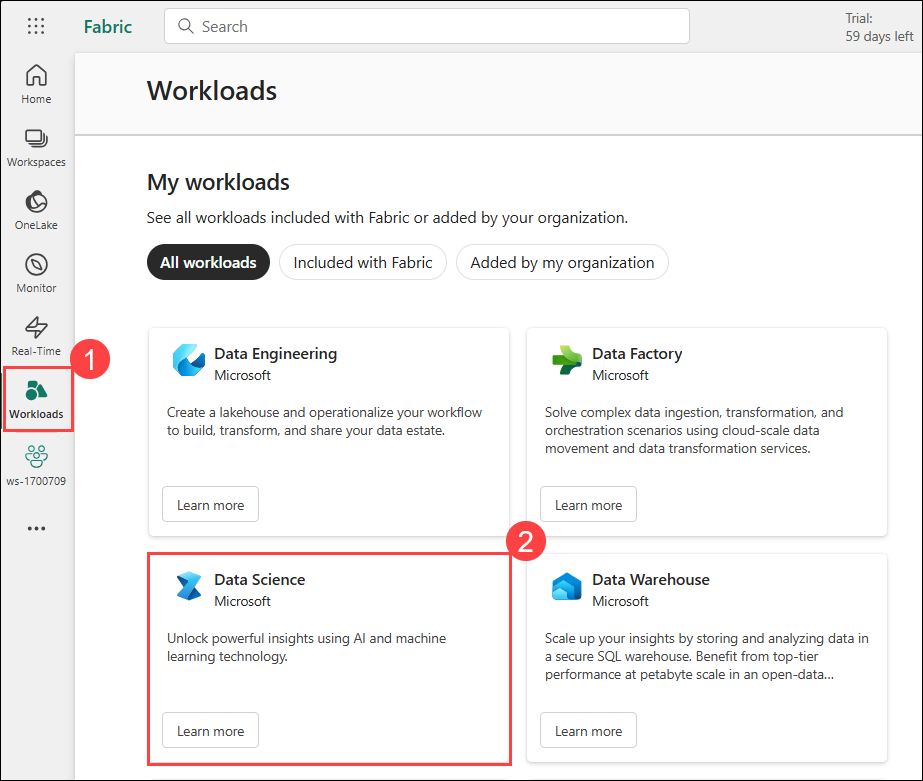 Fabric
Search
Trial:
59 days left
Home
Workspaces
OneLake
Monitor
Real-Time
1
Workloads
ws-1700709
Workloads
My workloads
See all workloads included with Fabric or added by your organization.
All workloads
Included with Fabric
Added by my organization
Data Engineering
Microsoft
Create a lakehouse and operationalize your workflow
to build, transform, and share your data estate.
Learn more
Data Factory
Microsoft
Solve complex data ingestion, transformation, and
orchestration scenarios using cloud-scale data
movement and data transformation services.
Learn more
2
Data Science
Microsoft
Unlock powerful insights using AI and machine
learning technology.
Learn more
Data Warehouse
Microsoft
Scale up your insights by storing and analyzing data in
a secure SQL warehouse. Benefit from top-tier
performance at petabyte scale in an open-data...
Learn more